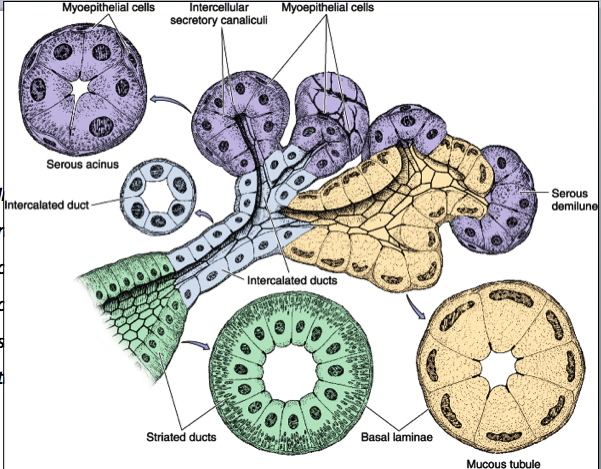 Myoepithelial cells
Intercellular
secretory canaliculi
Myoepithelial cells
Serous acinus
Intercalated duct
Serous
demilune
Intercalated ducts
Striated ducts
Basal laminae
Mucous tubule